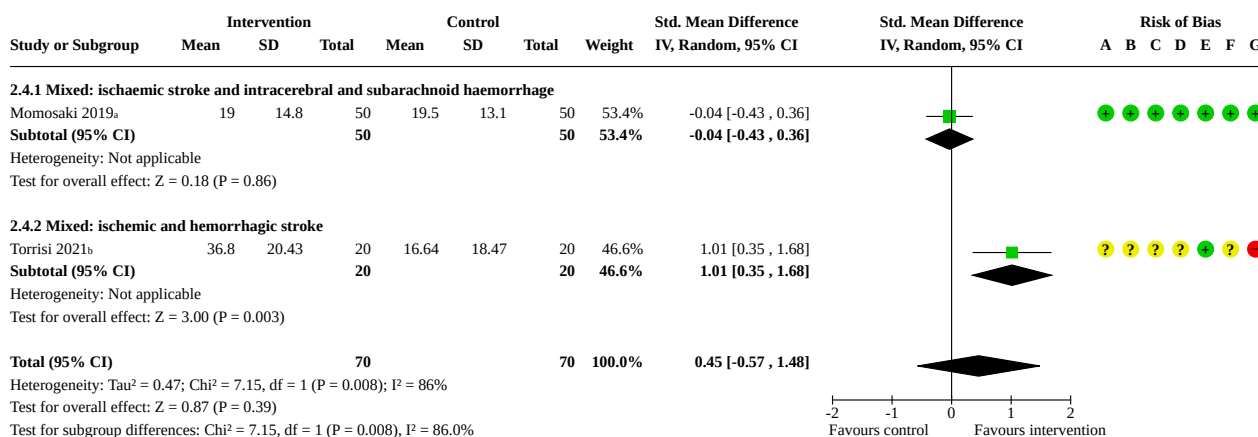 Intervention Control Std. Mean Difference Std. Mean Difference Risk of Bias
Study or Subgroup Mean SD Total Mean SD Total Weight IV, Random, 95% CI IV, Random, 95% CI A B C D E F G
2.4.1 Mixed: ischaemic stroke and intracerebral and subarachnoid haemorrhage
Momosaki 2019a 19 14.8 50 19.5 13.1 50 53.4% -0.04 [-0.43 , 0.36] + + + + + + +
Subtotal (95% CI) 50 50 53.4% -0.04 [-0.43 , 0.36]
Heterogeneity: Not applicable
Test for overall effect: Z = 0.18 (P = 0.86)
2.4.2 Mixed: ischemic and hemorrhagic stroke
Torrisi 2021b 36.8 20.43 20 16.64 18.47 20 46.6% 1.01 [0.35 , 1.68] ? ? ? ? + ? −
Subtotal (95% CI) 20 20 46.6% 1.01 [0.35 , 1.68]
Heterogeneity: Not applicable
Test for overall effect: Z = 3.00 (P = 0.003)
Total (95% CI) 70 70 100.0% 0.45 [-0.57 , 1.48]
Heterogeneity: Tau² = 0.47; Chi² = 7.15, df = 1 (P = 0.008); I² = 86%
Test for overall effect: Z = 0.87 (P = 0.39)
-2 -1 0 1 2
Test for subgroup differences: Chi² = 7.15, df = 1 (P = 0.008), I² = 86.0% Favours control Favours intervention